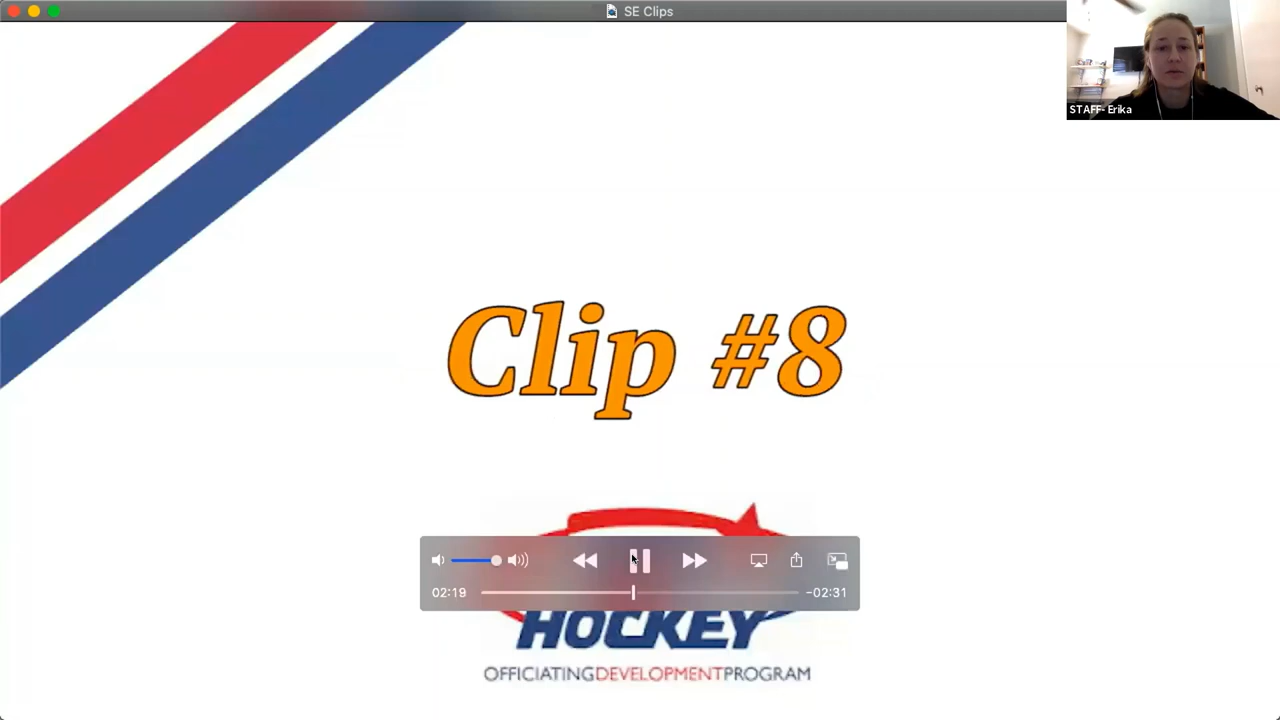 SE Clips
STAFF- Erika
Clip #8
02:19
-02:31
HOCKEY
OFFICIATINGDEVELOPMENTPROGRAM